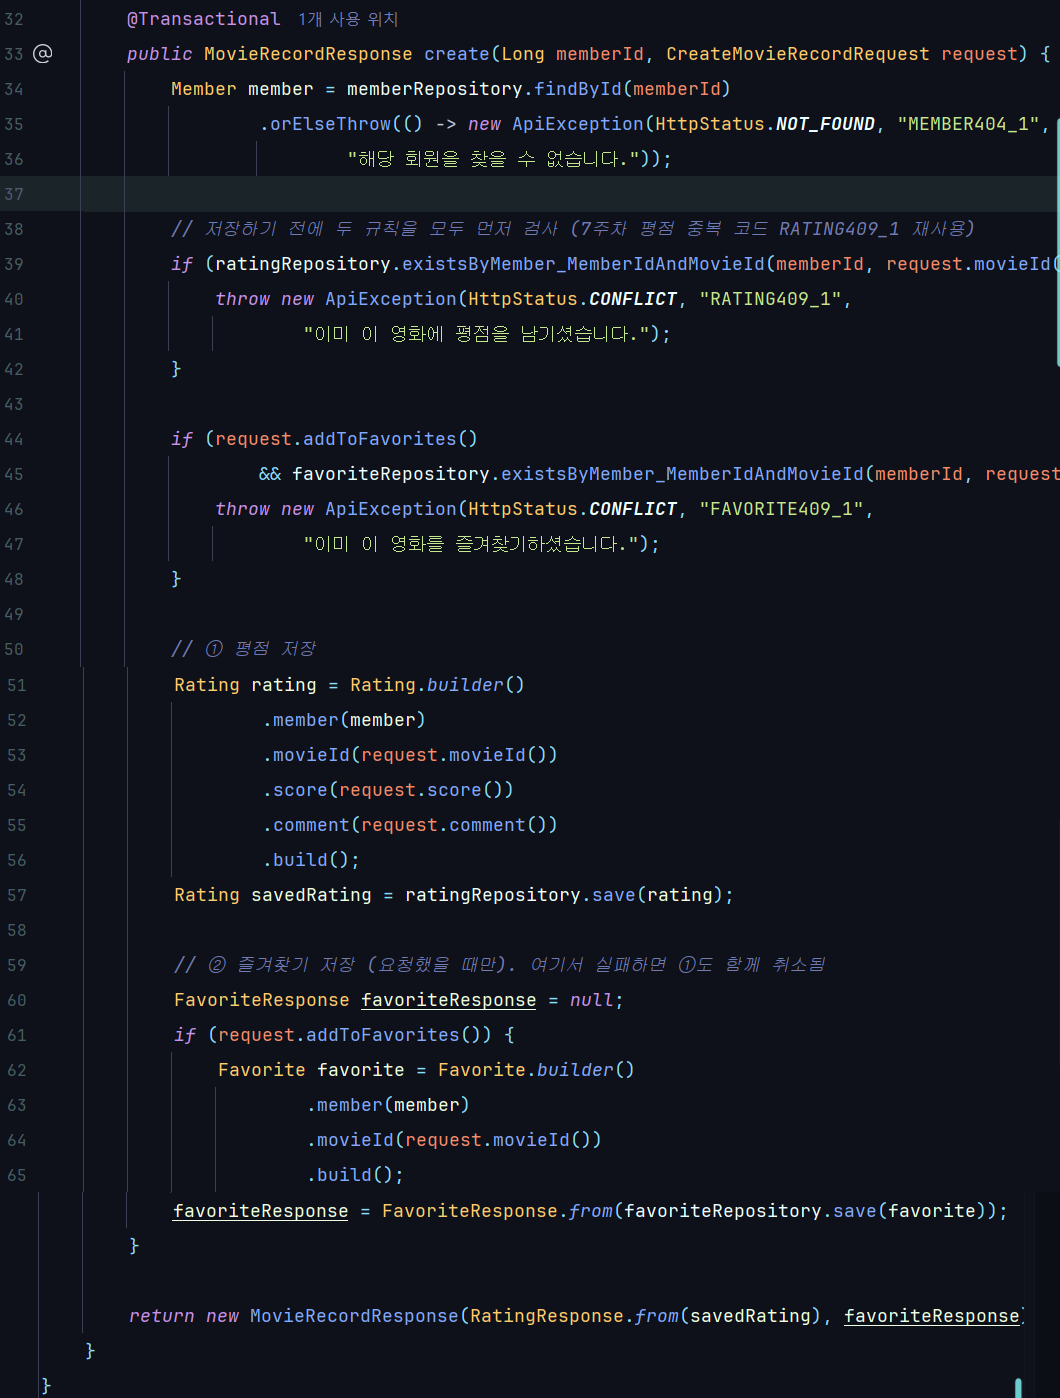 32 @Transactional 1개 사용 위치
33 @ public MovieRecordResponse create(Long memberId, CreateMovieRecordRequest request) {
34 Member member = memberRepository.findById(memberId)
35 .orElseThrow(() -> new ApiException(HttpStatus.NOT_FOUND, "MEMBER404_1",
36 "해당 회원을 찾을 수 없습니다."));
37
38 // 저장하기 전에 두 규칙을 모두 먼저 검사 (7주차 평점 중복 코드 RATING409_1 재사용)
39 if (ratingRepository.existsByMember_MemberIdAndMovieId(memberId, request.movieId(
40 throw new ApiException(HttpStatus.CONFLICT, "RATING409_1",
41 "이미 이 영화에 평점을 남기셨습니다.");
42 }
43
44 if (request.addToFavorites()
45 && favoriteRepository.existsByMember_MemberIdAndMovieId(memberId, request
46 throw new ApiException(HttpStatus.CONFLICT, "FAVORITE409_1",
47 "이미 이 영화를 즐겨찾기하셨습니다.");
48 }
49
50 // ① 평점 저장
51 Rating rating = Rating.builder()
52 .member(member)
53 .movieId(request.movieId())
54 .score(request.score())
55 .comment(request.comment())
56 .build();
57 Rating savedRating = ratingRepository.save(rating);
58
59 // ② 즐겨찾기 저장 (요청했을 때만). 여기서 실패하면 ①도 함께 취소됨
60 FavoriteResponse favoriteResponse = null;
61 if (request.addToFavorites()) {
62 Favorite favorite = Favorite.builder()
63 .member(member)
64 .movieId(request.movieId())
65 .build();
favoriteResponse = FavoriteResponse.from(favoriteRepository.save(favorite));
}
return new MovieRecordResponse(RatingResponse.from(savedRating), favoriteResponse)
}
}